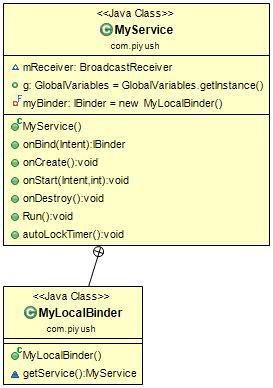 <<Java Class>>
MyService
com.piyush
mReceiver: BroadcastReceiver
g: GlobalVariables = GlobalVariables.getInstance()
myBinder: IBinder = new MyLocalBinder()
MyService()
onBind(Intent):IBinder
onCreate():void
onStart(Intent,int):void
onDestroy():void
Run():void
autoLockTimer():void
<<Java Class>>
MyLocalBinder
com.piyush
MyLocalBinder()
getService():MyService